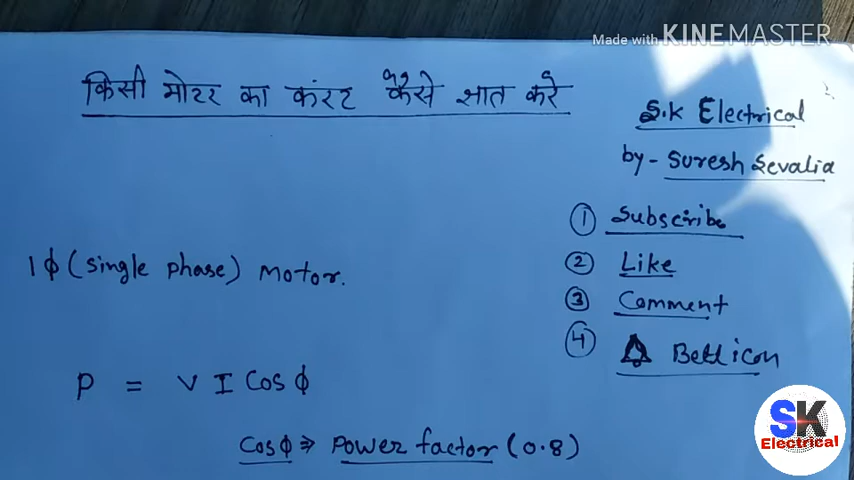 Made with KINEMASTER
किसी मोटर का कंरट कैसे ज्ञात करे
S.K Electrical
by- Suresh Sevalia
① Subscribe
② Like
③ Comment
④ 🔔 Bell icon
1ϕ (single phase) Motor.
P = V I Cos ϕ
Cosϕ ⇒ Power factor (0.8)
SK
Electrical